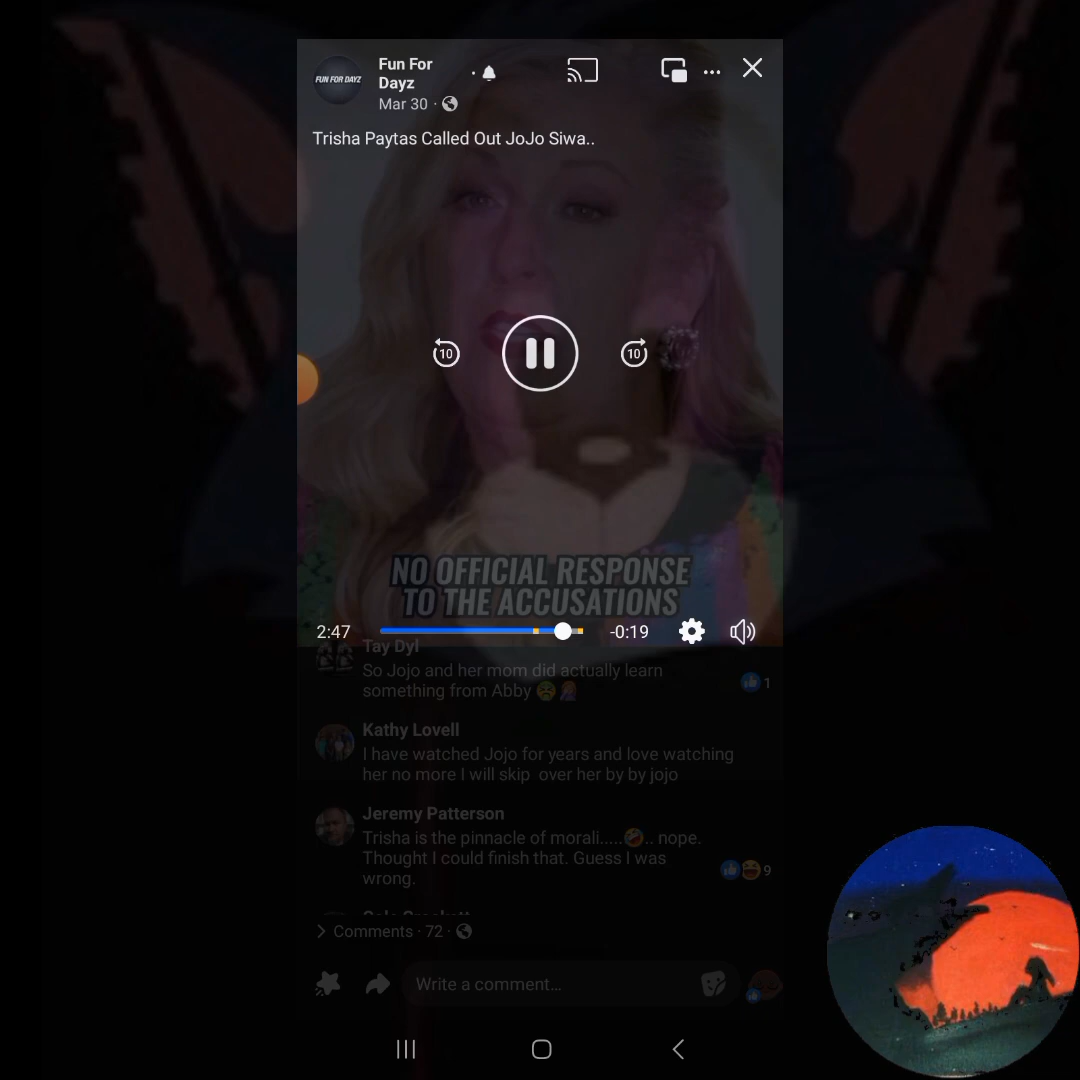 FUN FOR DAYZ
Fun For
Dayz
Mar 30 ·
Trisha Paytas Called Out JoJo Siwa..
10
10
NO OFFICIAL RESPONSE
TO THE ACCUSATIONS
2:47
-0:19
Tay Dyl
So Jojo and her mom did actually learn
something from Abby 😢🤦‍♀️
1
Kathy Lovell
I have watched Jojo for years and love watching
her no more I will skip over her by by jojo
Jeremy Patterson
Trisha is the pinnacle of morali.....🤣.. nope.
Thought I could finish that. Guess I was
wrong.
9
Comments · 72 ·
Write a comment...